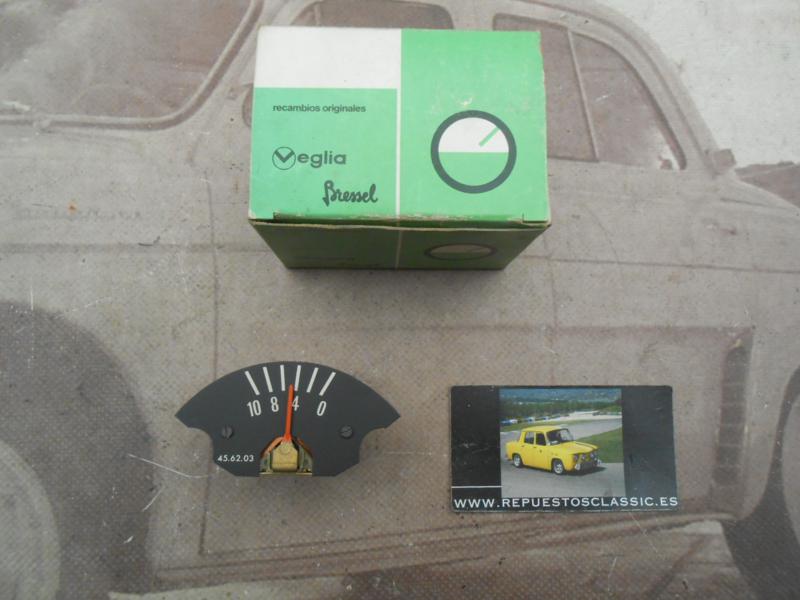 recambios originales
Veglia
Bressel
10 8 4 0
45.62.03
WWW.REPUESTOSCLASSIC.ES